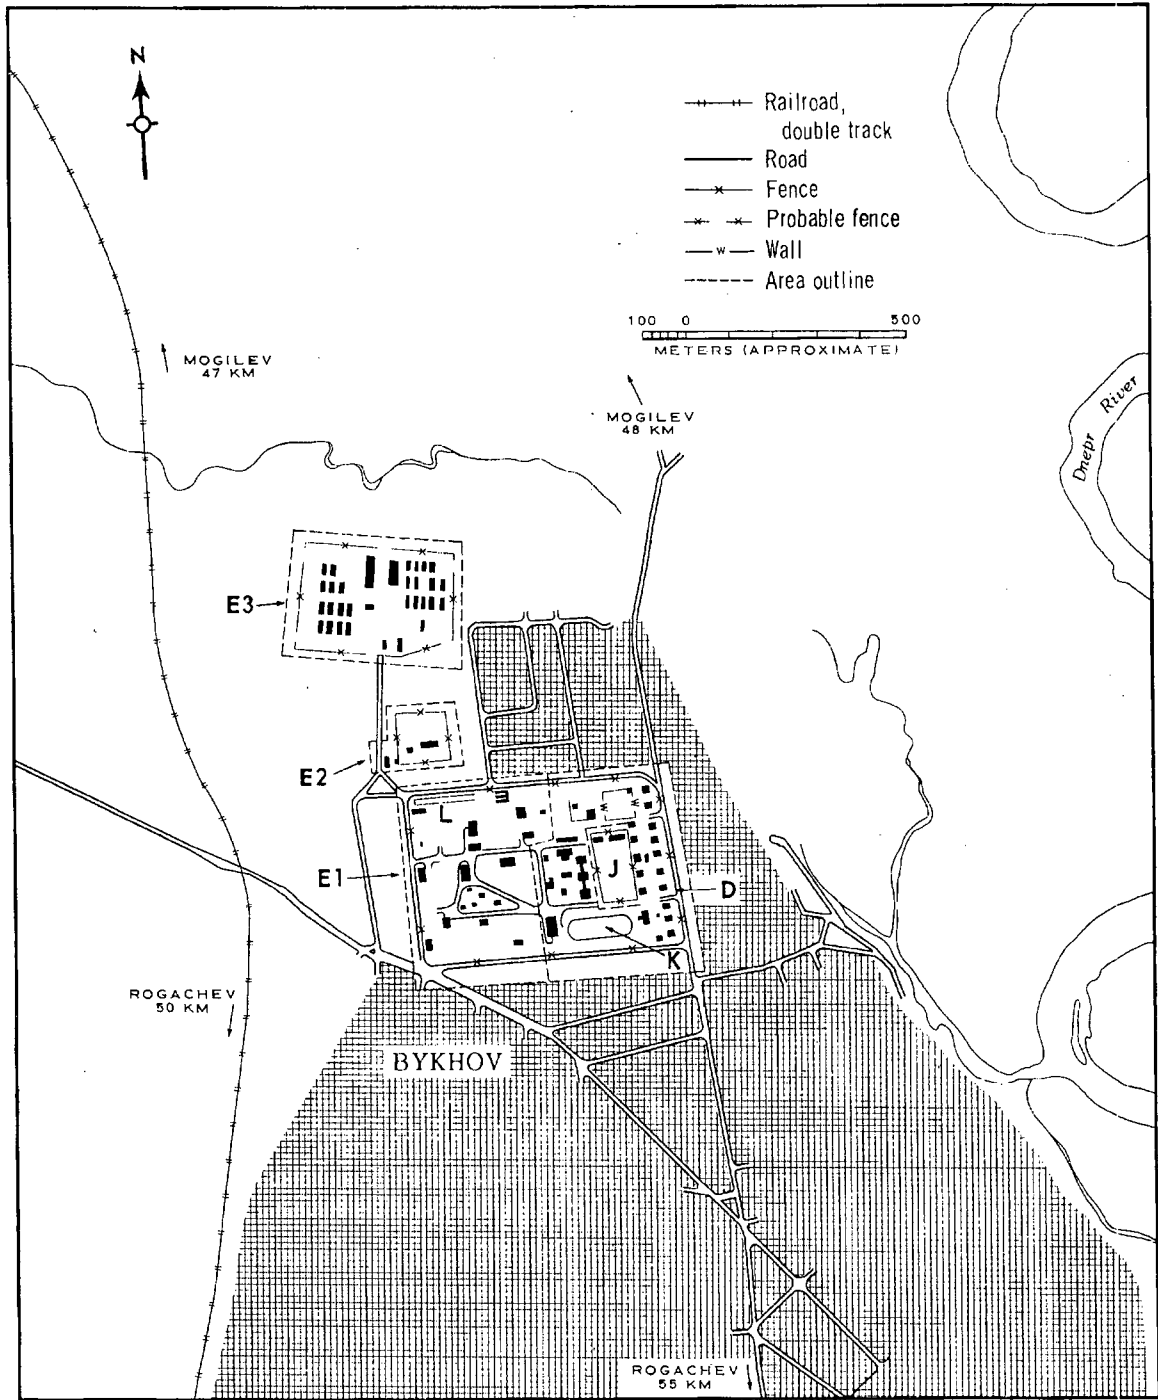 N
Railroad,
double track
Road
Fence
Probable fence
w Wall
Area outline
100 0 500
METERS (APPROXIMATE)
MOGILEV
47 KM
MOGILEV
48 KM
Dnepr River
E3
E2
L
E1
J
D
K
W W
ROGACHEV
50 KM
BYKHOV
ROGACHEV
55 KM